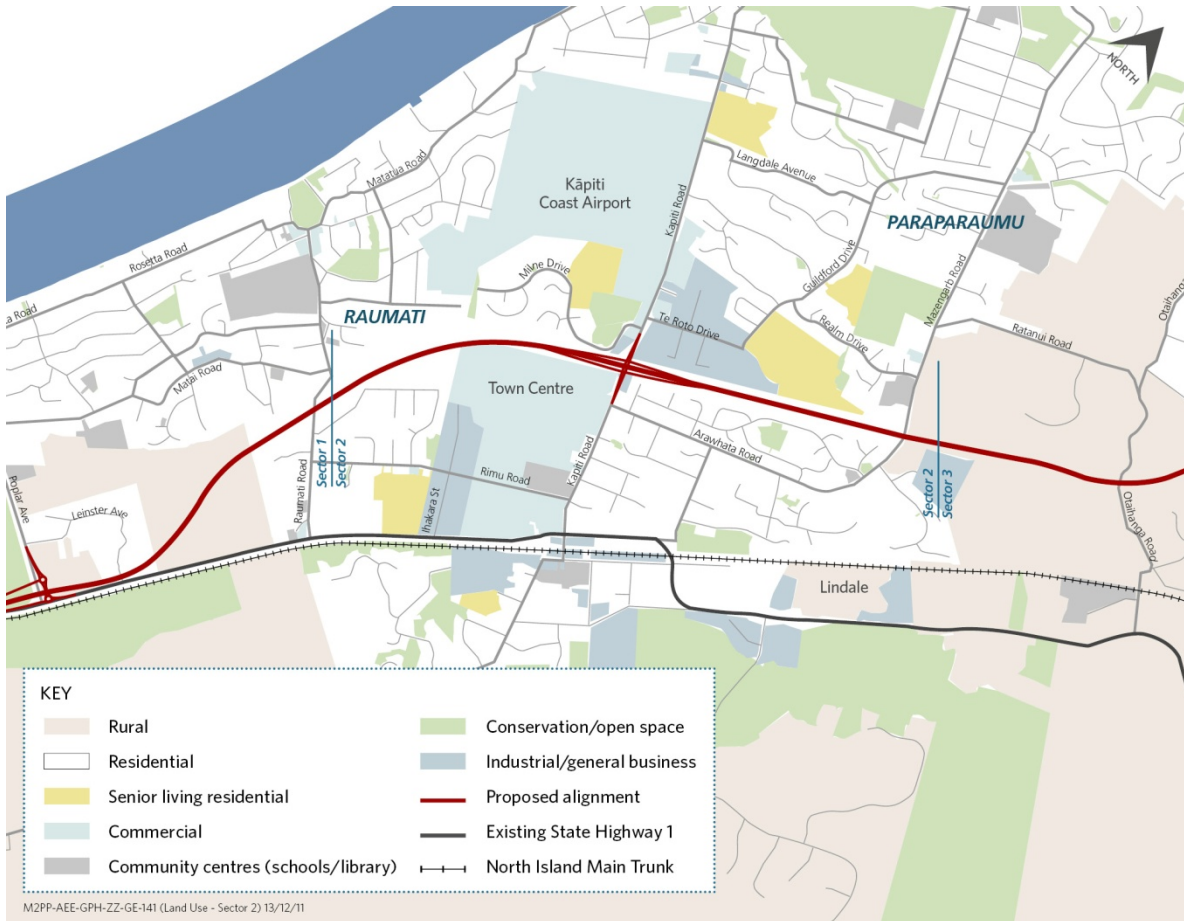 NORTH
Matatua Road
Kāpiti
Coast Airport
Kapiti Road
Langdale Avenue
PARAPARAUMU
Rosetta Road
Milne Drive
Guildford Drive
Mazengarb Road
Otaihanga
ta Road
RAUMATI
Te Roto Drive
Realm Drive
Ratanui Road
Matai Road
Town Centre
Sector 1
Sector 2
Arawhata Road
Kapiti Road
Rimu Road
Raumati Road
Ihakara St
Sector 2
Sector 3
Poplar Ave
Leinster Ave
Otaihanga Road
Lindale
KEY
Rural
Residential
Senior living residential
Commercial
Community centres (schools/library)
Conservation/open space
Industrial/general business
Proposed alignment
Existing State Highway 1
North Island Main Trunk
M2PP-AEE-GPH-ZZ-GE-141 (Land Use - Sector 2) 13/12/11